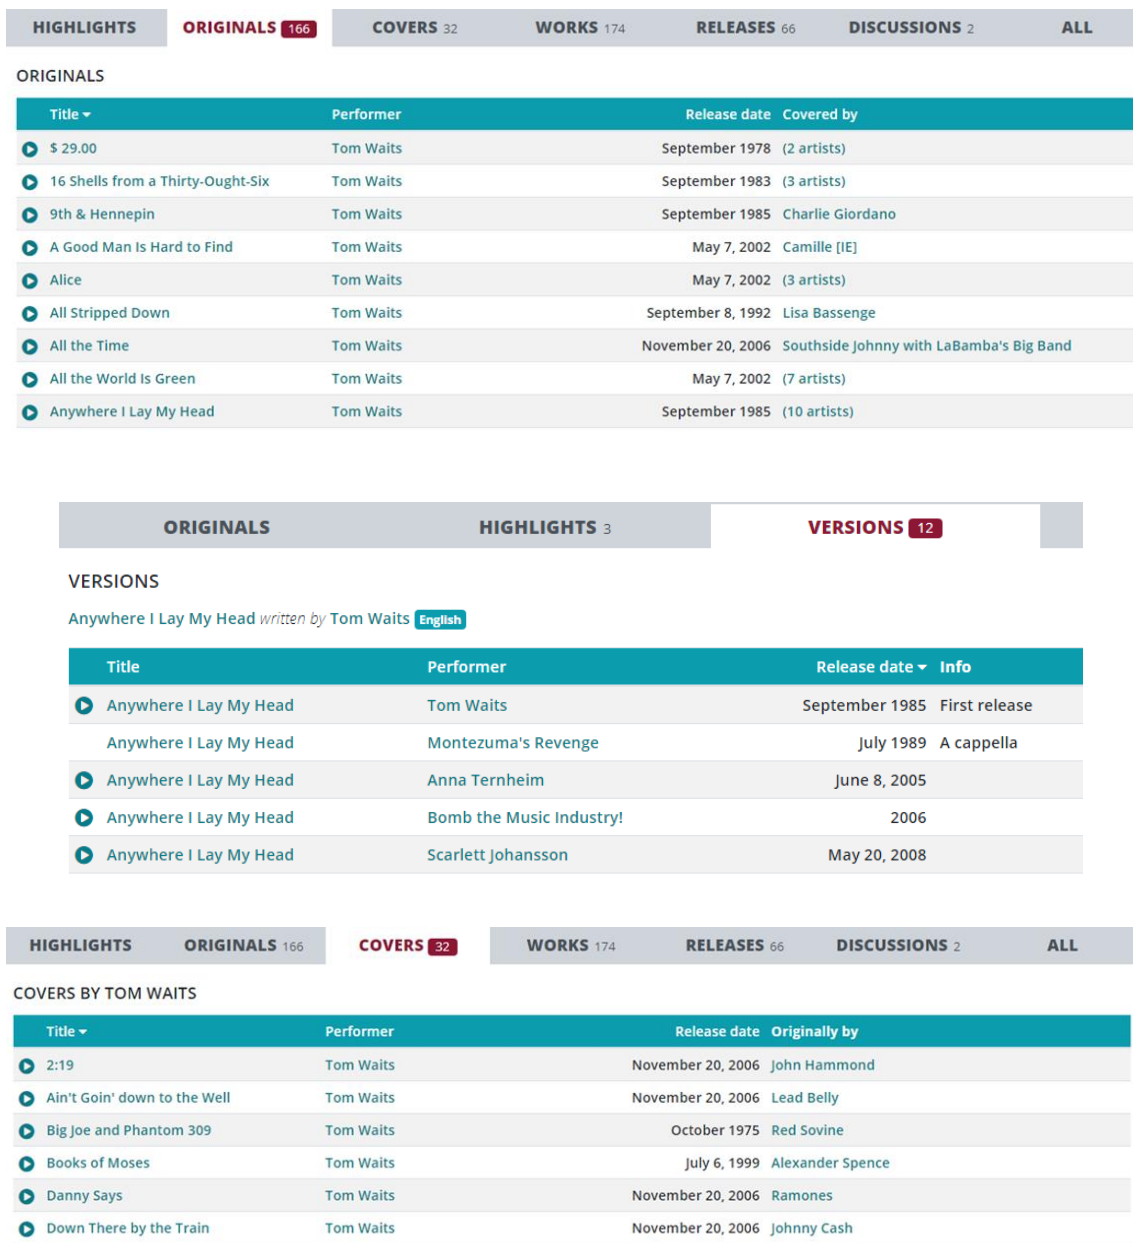 HIGHLIGHTS ORIGINALS 166 COVERS 32 WORKS 174 RELEASES 66 DISCUSSIONS 2 ALL
ORIGINALS
Title Performer Release date Covered by
$ 29.00 Tom Waits September 1978 (2 artists)
16 Shells from a Thirty-Ought-Six Tom Waits September 1983 (3 artists)
9th & Hennepin Tom Waits September 1985 Charlie Giordano
A Good Man Is Hard to Find Tom Waits May 7, 2002 Camille [IE]
Alice Tom Waits May 7, 2002 (3 artists)
All Stripped Down Tom Waits September 8, 1992 Lisa Bassenge
All the Time Tom Waits November 20, 2006 Southside Johnny with LaBamba's Big Band
All the World Is Green Tom Waits May 7, 2002 (7 artists)
Anywhere I Lay My Head Tom Waits September 1985 (10 artists)
ORIGINALS HIGHLIGHTS 3 VERSIONS 12
VERSIONS
Anywhere I Lay My Head written by Tom Waits English
Title Performer Release date Info
Anywhere I Lay My Head Tom Waits September 1985 First release
Anywhere I Lay My Head Montezuma's Revenge July 1989 A cappella
Anywhere I Lay My Head Anna Ternheim June 8, 2005
Anywhere I Lay My Head Bomb the Music Industry! 2006
Anywhere I Lay My Head Scarlett Johansson May 20, 2008
HIGHLIGHTS ORIGINALS 166 COVERS 32 WORKS 174 RELEASES 66 DISCUSSIONS 2 ALL
COVERS BY TOM WAITS
Title Performer Release date Originally by
2:19 Tom Waits November 20, 2006 John Hammond
Ain't Goin' down to the Well Tom Waits November 20, 2006 Lead Belly
Big Joe and Phantom 309 Tom Waits October 1975 Red Sovine
Books of Moses Tom Waits July 6, 1999 Alexander Spence
Danny Says Tom Waits November 20, 2006 Ramones
Down There by the Train Tom Waits November 20, 2006 Johnny Cash